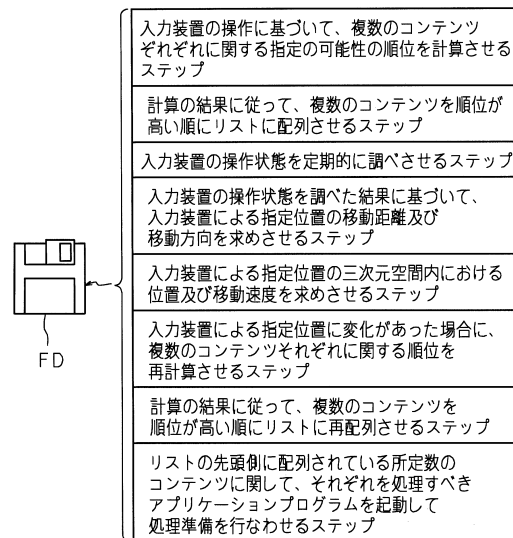 入力装置の操作に基づいて、複数のコンテンツ
ぞれぞれに関する指定の可能性の順位を計算させる
ステップ
計算の結果に従って、複数のコンテンツを順位が
高い順にリストに配列させるステップ
入力装置の操作状態を定期的に調べさせるステップ
入力装置の操作状態を調べた結果に基づいて、
入力装置による指定位置の移動距離及び
移動方向を求めさせるステップ
入力装置による指定位置の三次元空間内における
位置及び移動速度を求めさせるステップ
入力装置による指定位置に変化があった場合に、
複数のコンテンツそれぞれに関する順位を
再計算させるステップ
計算の結果に従って、複数のコンテンツを
順位が高い順にリストに再配列させるステップ
リストの先頭側に配列されている所定数の
コンテンツに関して、それぞれを処理すべき
アプリケーションプログラムを起動して
処理準備を行なわせるステップ
FD